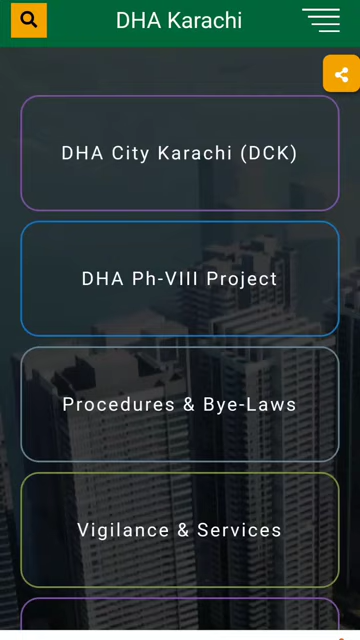 DHA Karachi
DHA City Karachi (DCK)
DHA Ph-VIII Project
Procedures & Bye-Laws
Vigilance & Services